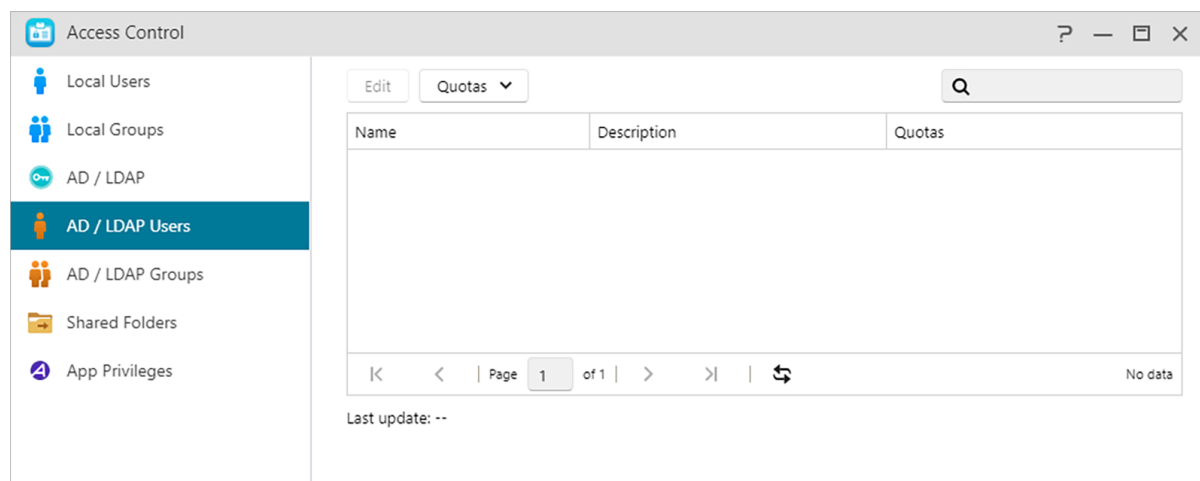 Access Control
Local Users
Local Groups
AD / LDAP
AD / LDAP Users
AD / LDAP Groups
Shared Folders
App Privileges
Edit Quotas
Name Description Quotas
Page 1 of 1 No data
Last update: --